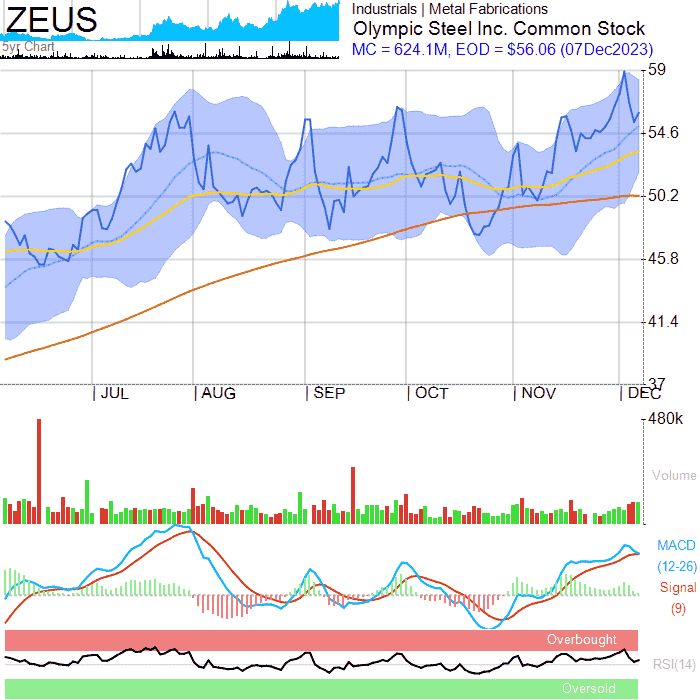 ZEUS
5yr Chart
Industrials | Metal Fabrications
Olympic Steel Inc. Common Stock
MC = 624.1M, EOD = $56.06 (07Dec2023)
59
54.6
50.2
45.8
41.4
37
JUL AUG SEP OCT NOV DEC
480k
Volume
MACD
(12-26)
Signal
(9)
Overbought
RSI(14)
Oversold